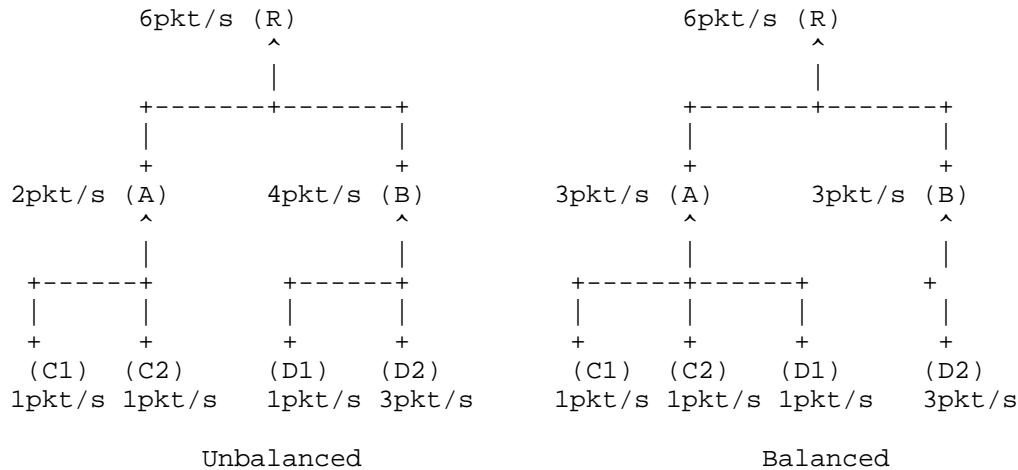 6pkt/s (R) 6pkt/s (R)
2pkt/s (A) 4pkt/s (B) 3pkt/s (A) 3pkt/s (B)
(C1) (C2) (D1) (D2) (C1) (C2) (D1) (D2)
1pkt/s 1pkt/s 1pkt/s 3pkt/s 1pkt/s 1pkt/s 1pkt/s 3pkt/s
Unbalanced Balanced